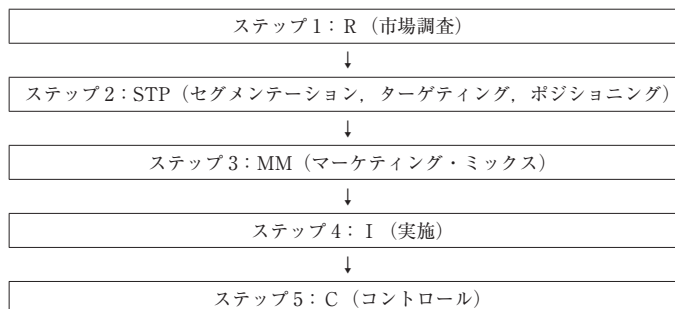 ステップ1：R（市場調査）
↓
ステップ2：STP（セグメンテーション，ターゲティング，ポジショニング）
↓
ステップ3：MM（マーケティング・ミックス）
↓
ステップ4：I（実施）
↓
ステップ5：C（コントロール）